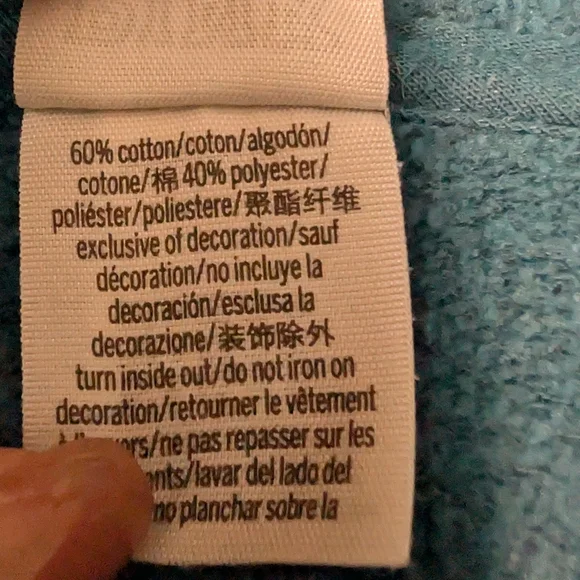 60% cotton/coton/algodón/
cotone/棉 40% polyester/
poliéster/poliestere/聚酯纤维
exclusive of decoration/sauf
décoration/no incluye la
decoración/esclusa la
decorazione/装饰除外
turn inside out/do not iron on
decoration/retourner le vêtement
/ne pas repasser sur les
/lavar del lado del
no planchar sobre la